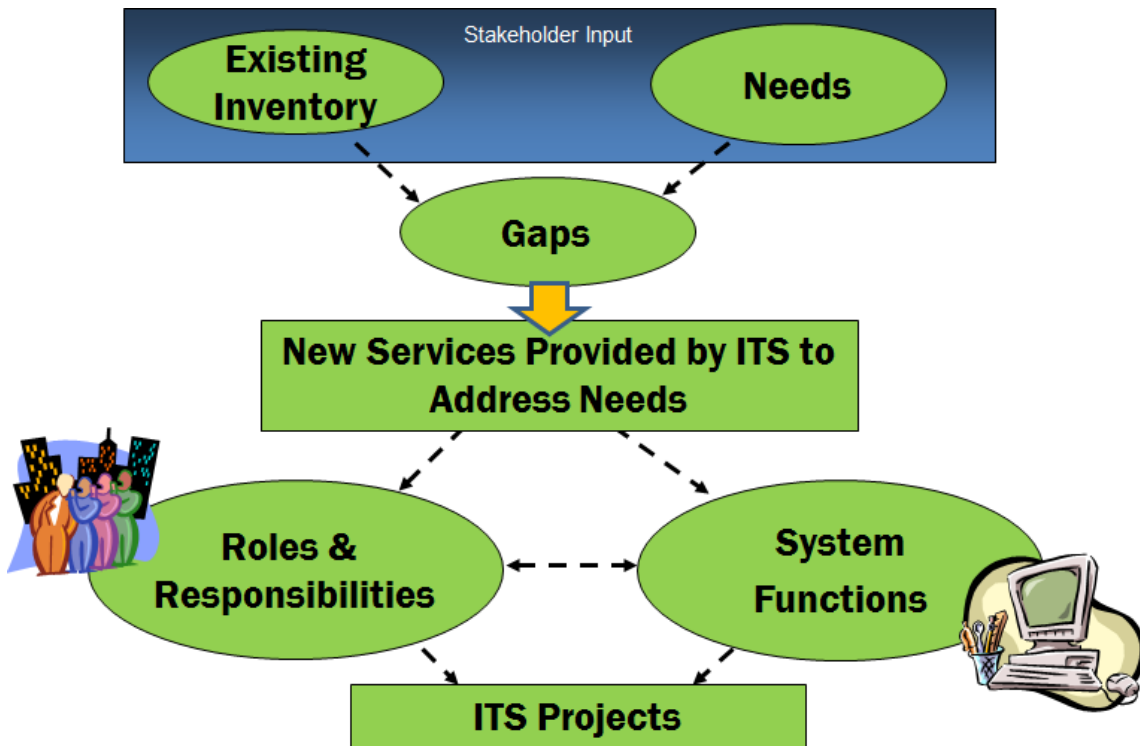 Stakeholder Input
Existing
Inventory
Needs
Gaps
New Services Provided by ITS to
Address Needs
Roles &
Responsibilities
System
Functions
ITS Projects